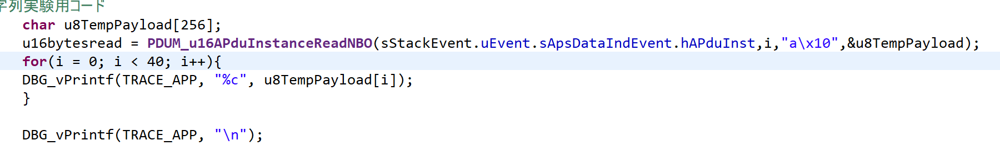 字列実験用コード
char u8TempPayload[256];
u16bytesread = PDUM_u16APduInstanceReadNBO(sStackEvent.uEvent.sApsDataIndEvent.hAPduInst,i,"a\x10",&u8TempPayload);
for(i = 0; i < 40; i++){
DBG_vPrintf(TRACE_APP, "%c", u8TempPayload[i]);
}
DBG_vPrintf(TRACE_APP, "\n");